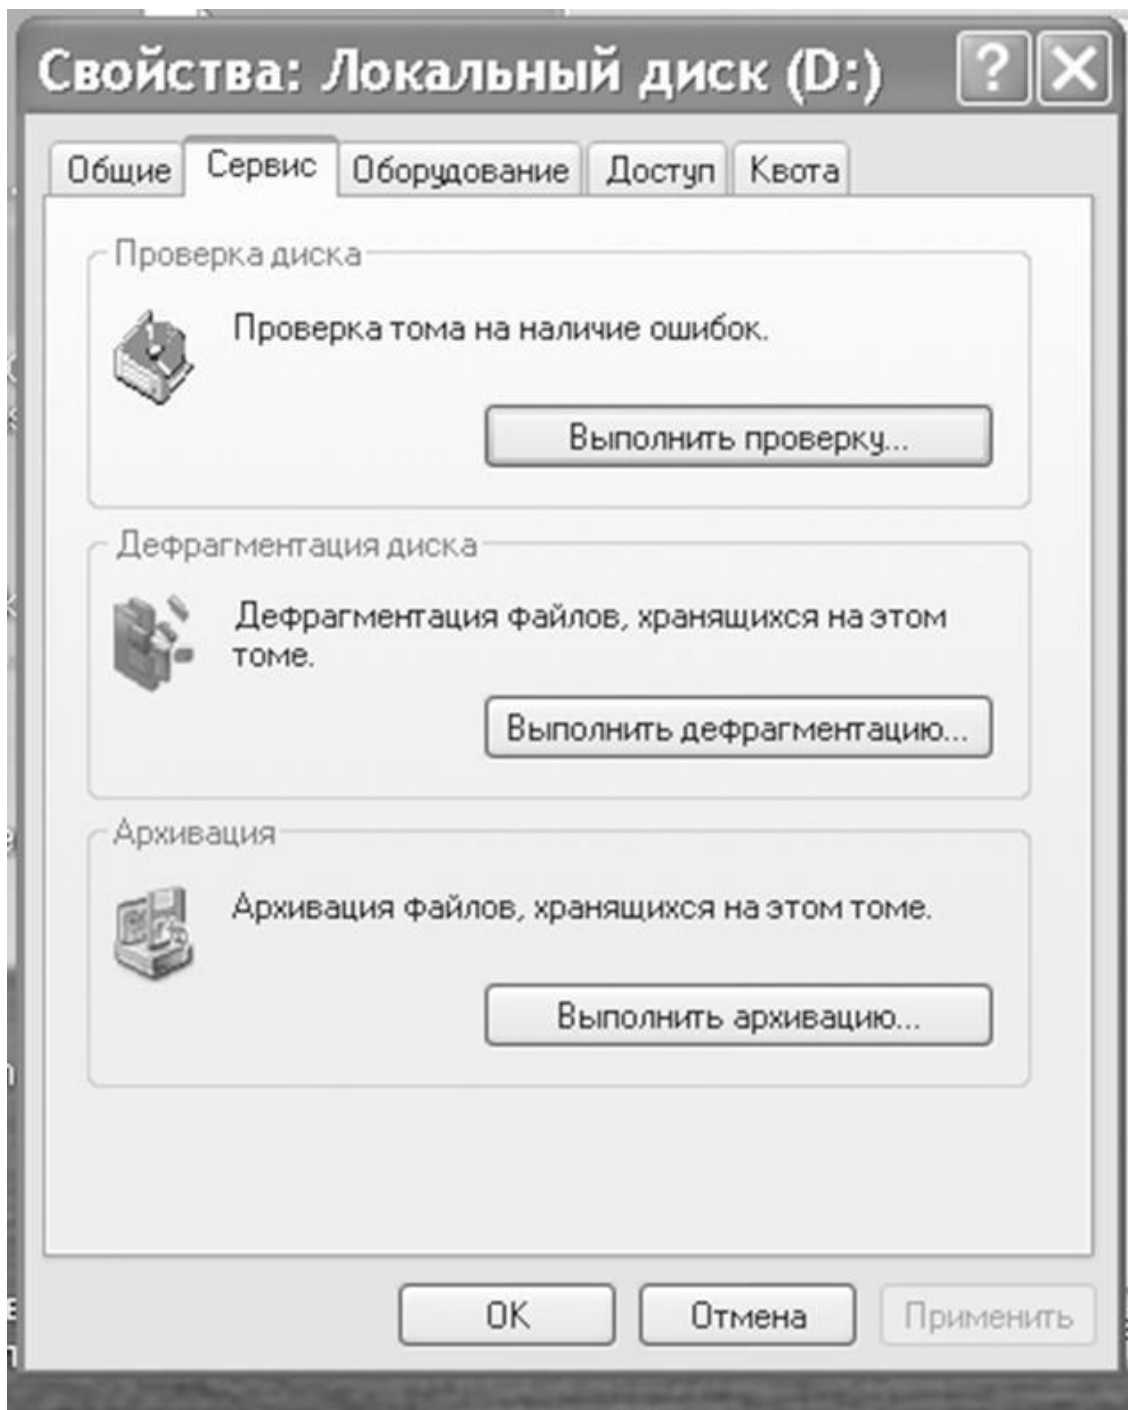 Свойства: Локальный диск (D:)
Общие Сервис Оборудование Доступ Квота
Проверка диска
Проверка тома на наличие ошибок.
Выполнить проверку...
Дефрагментация диска
Дефрагментация файлов, хранящихся на этом
томе.
Выполнить дефрагментацию...
Архивация
Архивация файлов, хранящихся на этом томе.
Выполнить архивацию...
OK Отмена Применить